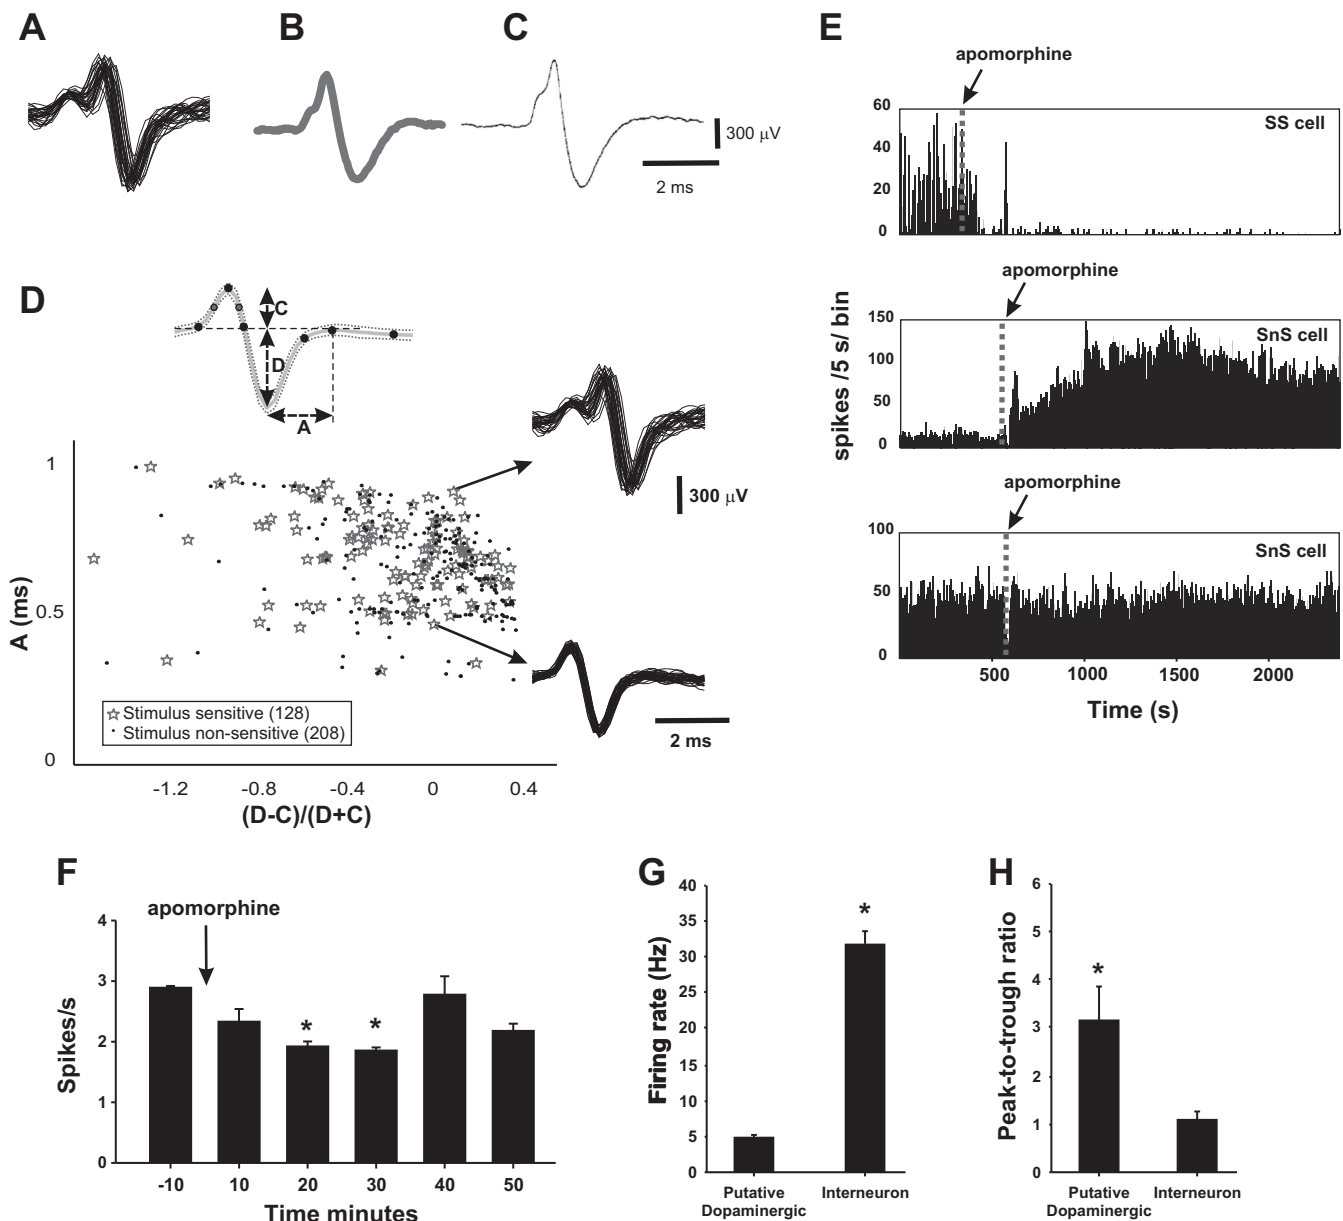 A
B
C
300 µV
2 ms
D
C
D
A
300 µV
1
0.5
0
A (ms)
Stimulus sensitive (128)
Stimulus non-sensitive (208)
2 ms
-1.2
-0.8
-0.4
0
0.4
(D-C)/(D+C)
E
apomorphine
SS cell
60
40
20
0
apomorphine
SnS cell
150
100
50
0
spikes /5 s/ bin
apomorphine
SnS cell
100
50
0
500
1000
1500
2000
Time (s)
F
apomorphine
4
3
2
1
0
Spikes/s
*
*
-10
10
20
30
40
50
Time minutes
G
40
35
30
25
20
15
10
5
0
Firing rate (Hz)
*
Putative
Dopaminergic
Interneuron
H
6
5
4
3
2
1
0
Peak-to-trough ratio
*
Putative
Dopaminergic
Interneuron